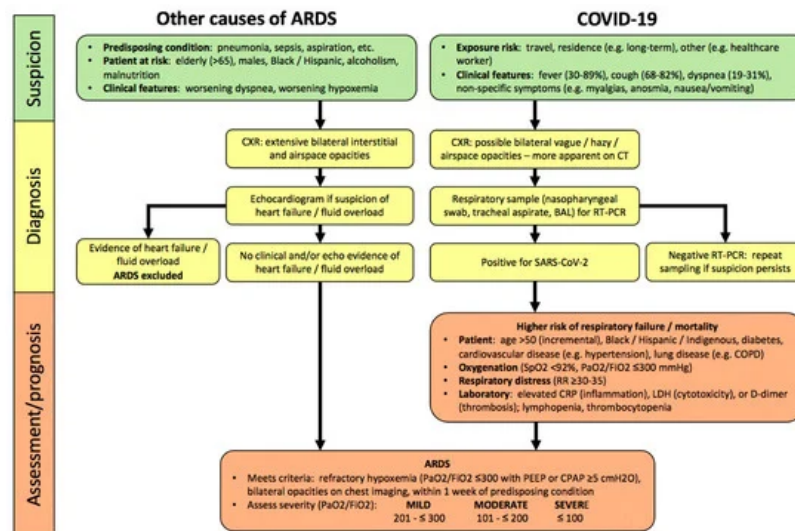 Other causes of ARDS
COVID-19
Suspicion
• Predisposing condition: pneumonia, sepsis, aspiration, etc.
• Patient at risk: elderly (>65), males, Black / Hispanic, alcoholism,
malnutrition
• Clinical features: worsening dyspnea, worsening hypoxemia
• Exposure risk: travel, residence (e.g. long-term), other (e.g. healthcare
worker)
• Clinical features: fever (30-89%), cough (68-82%), dyspnea (19-31%),
non-specific symptoms (e.g. myalgias, anosmia, nausea/vomiting)
Diagnosis
CXR: extensive bilateral interstitial
and airspace opacities
CXR: possible bilateral vague / hazy /
airspace opacities – more apparent on CT
Echocardiogram if suspicion of
heart failure / fluid overload
Respiratory sample (nasopharyngeal
swab, tracheal aspirate, BAL) for RT-PCR
Evidence of heart failure /
fluid overload
ARDS excluded
No clinical and/or echo evidence of
heart failure / fluid overload
Positive for SARS-CoV-2
Negative RT-PCR: repeat
sampling if suspicion persists
Assessment/prognosis
Higher risk of respiratory failure / mortality
• Patient: age >50 (incremental), Black / Hispanic / Indigenous, diabetes,
cardiovascular disease (e.g. hypertension), lung disease (e.g. COPD)
• Oxygenation (SpO2 <92%, PaO2/FiO2 ≤300 mmHg)
• Respiratory distress (RR ≥30-35)
• Laboratory: elevated CRP (inflammation), LDH (cytotoxicity), or D-dimer
(thrombosis); lymphopenia, thrombocytopenia
ARDS
• Meets criteria: refractory hypoxemia (PaO2/FiO2 ≤300 with PEEP or CPAP ≥5 cmH2O),
bilateral opacities on chest imaging, within 1 week of predisposing condition
• Assess severity (PaO2/FiO2): MILD MODERATE SEVERE
201 - ≤ 300 101 - ≤ 200 ≤ 100